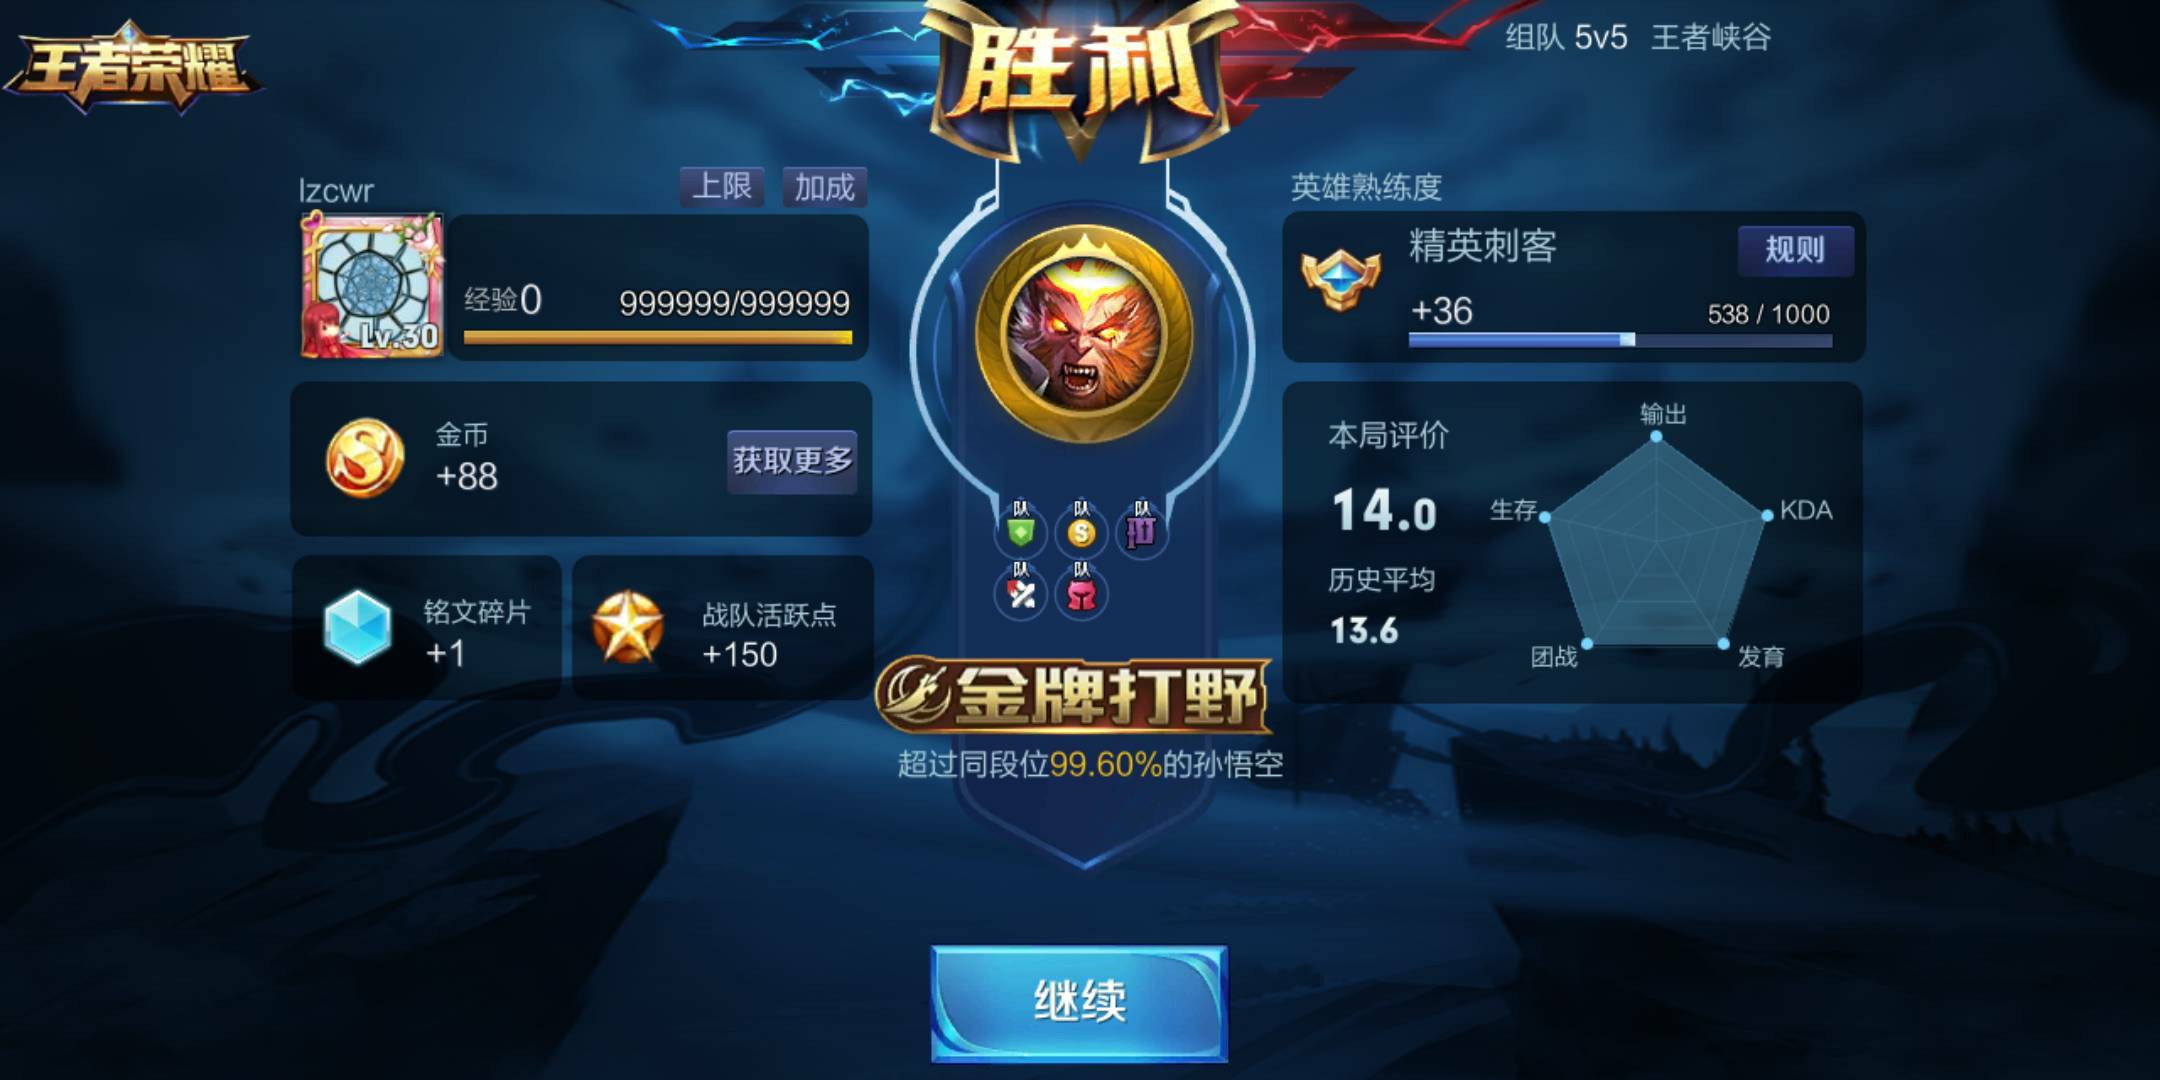 王者荣耀
胜利
组队 5v5 王者峡谷
lzcwr
上限
加成
Lv.30
经验0
999999/999999
金币
+88
获取更多
铭文碎片
+1
战队活跃点
+150
队
队
队
队
队
金牌打野
超过同段位99.60%的孙悟空
英雄熟练度
精英刺客
规则
+36
538 / 1000
本局评价
14.0
历史平均
13.6
输出
生存
KDA
团战
发育
继续